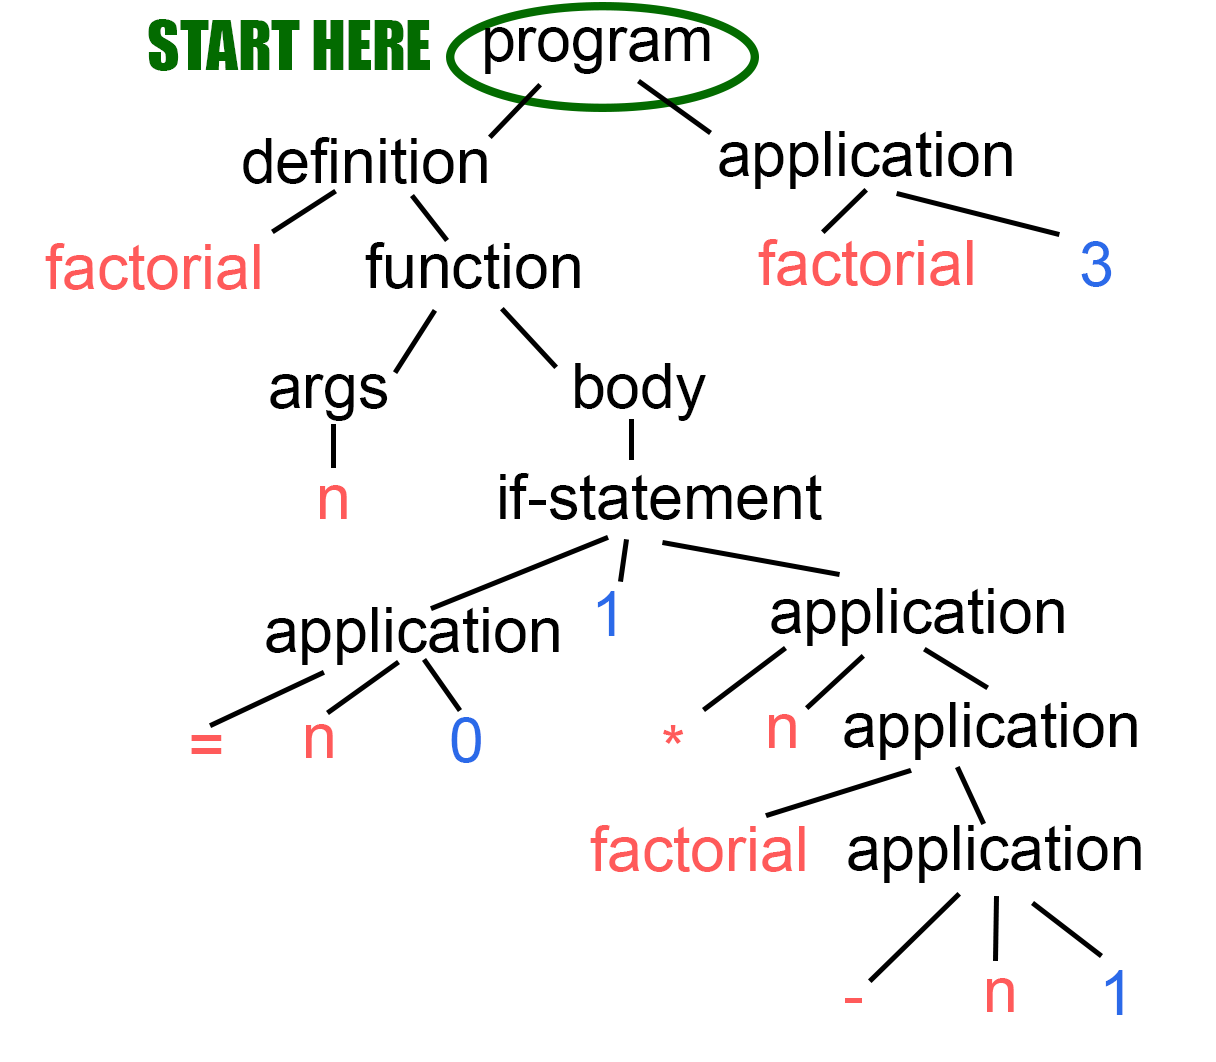 START HERE program
definition application
factorial function factorial 3
args body
n if-statement
application 1 application
= n 0 * n application
factorial application
- n 1